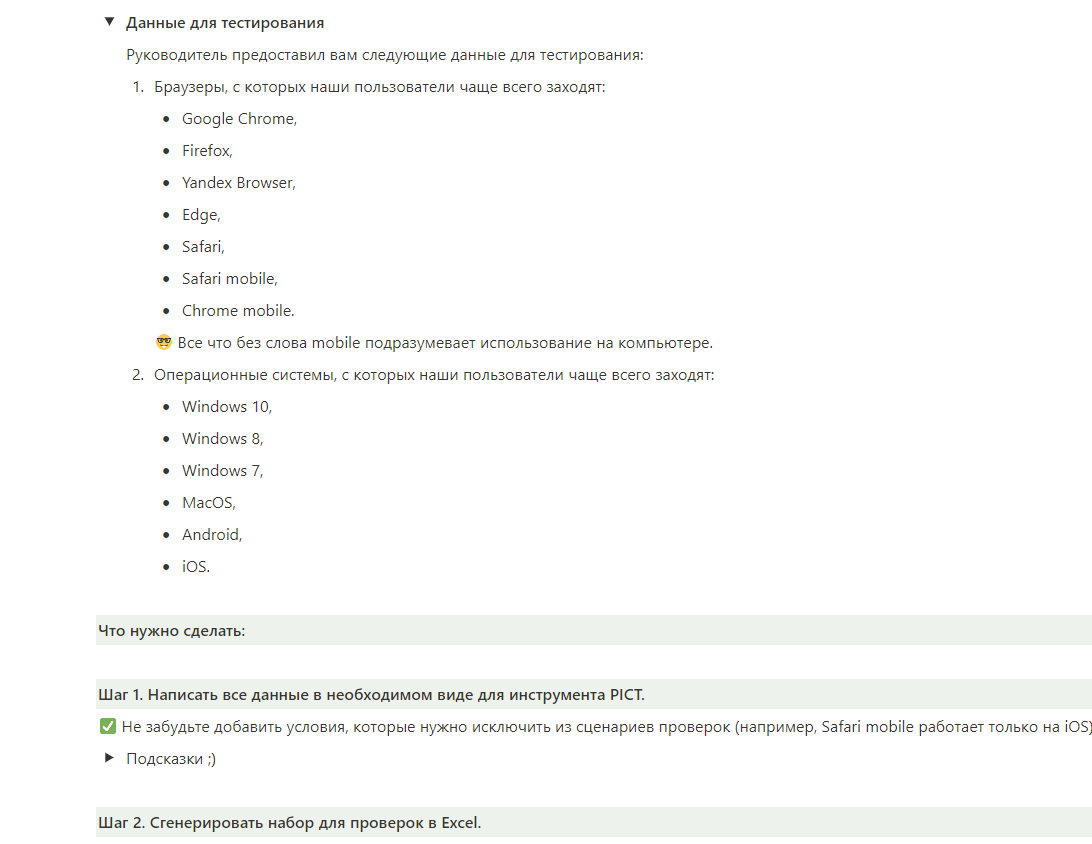 Данные для тестирования
Руководитель предоставил вам следующие данные для тестирования:
1. Браузеры, с которых наши пользователи чаще всего заходят:
• Google Chrome,
• Firefox,
• Yandex Browser,
• Edge,
• Safari,
• Safari mobile,
• Chrome mobile.
🤓 Все что без слова mobile подразумевает использование на компьютере.
2. Операционные системы, с которых наши пользователи чаще всего заходят:
• Windows 10,
• Windows 8,
• Windows 7,
• MacOS,
• Android,
• iOS.
Что нужно сделать:
Шаг 1. Написать все данные в необходимом виде для инструмента PICT.
✅ Не забудьте добавить условия, которые нужно исключить из сценариев проверок (например, Safari mobile работает только на iOS)
Подсказки ;)
Шаг 2. Сгенерировать набор для проверок в Excel.